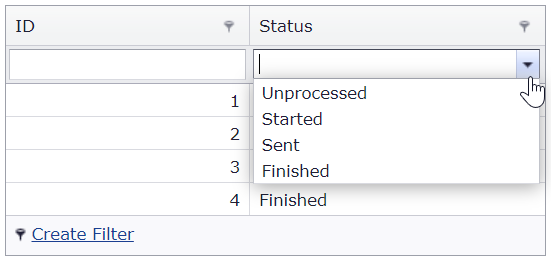 ID Status
Unprocessed
1
Started
2
Sent
3
Finished
4 Finished
Create Filter